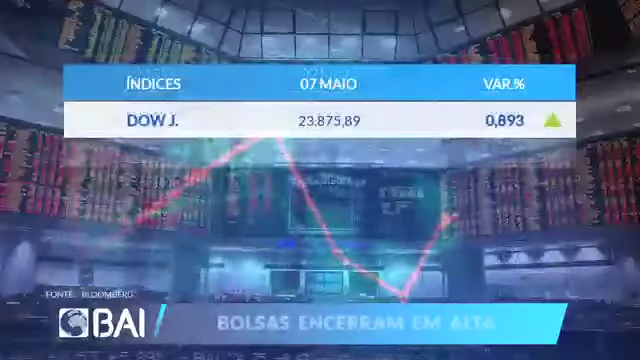 ÍNDICES 07 MAIO VAR.%
DOW J. 23.875,89 0,893
FONTE: BLOOMBERG
BAI
BOLSAS ENCERRAM EM ALTA